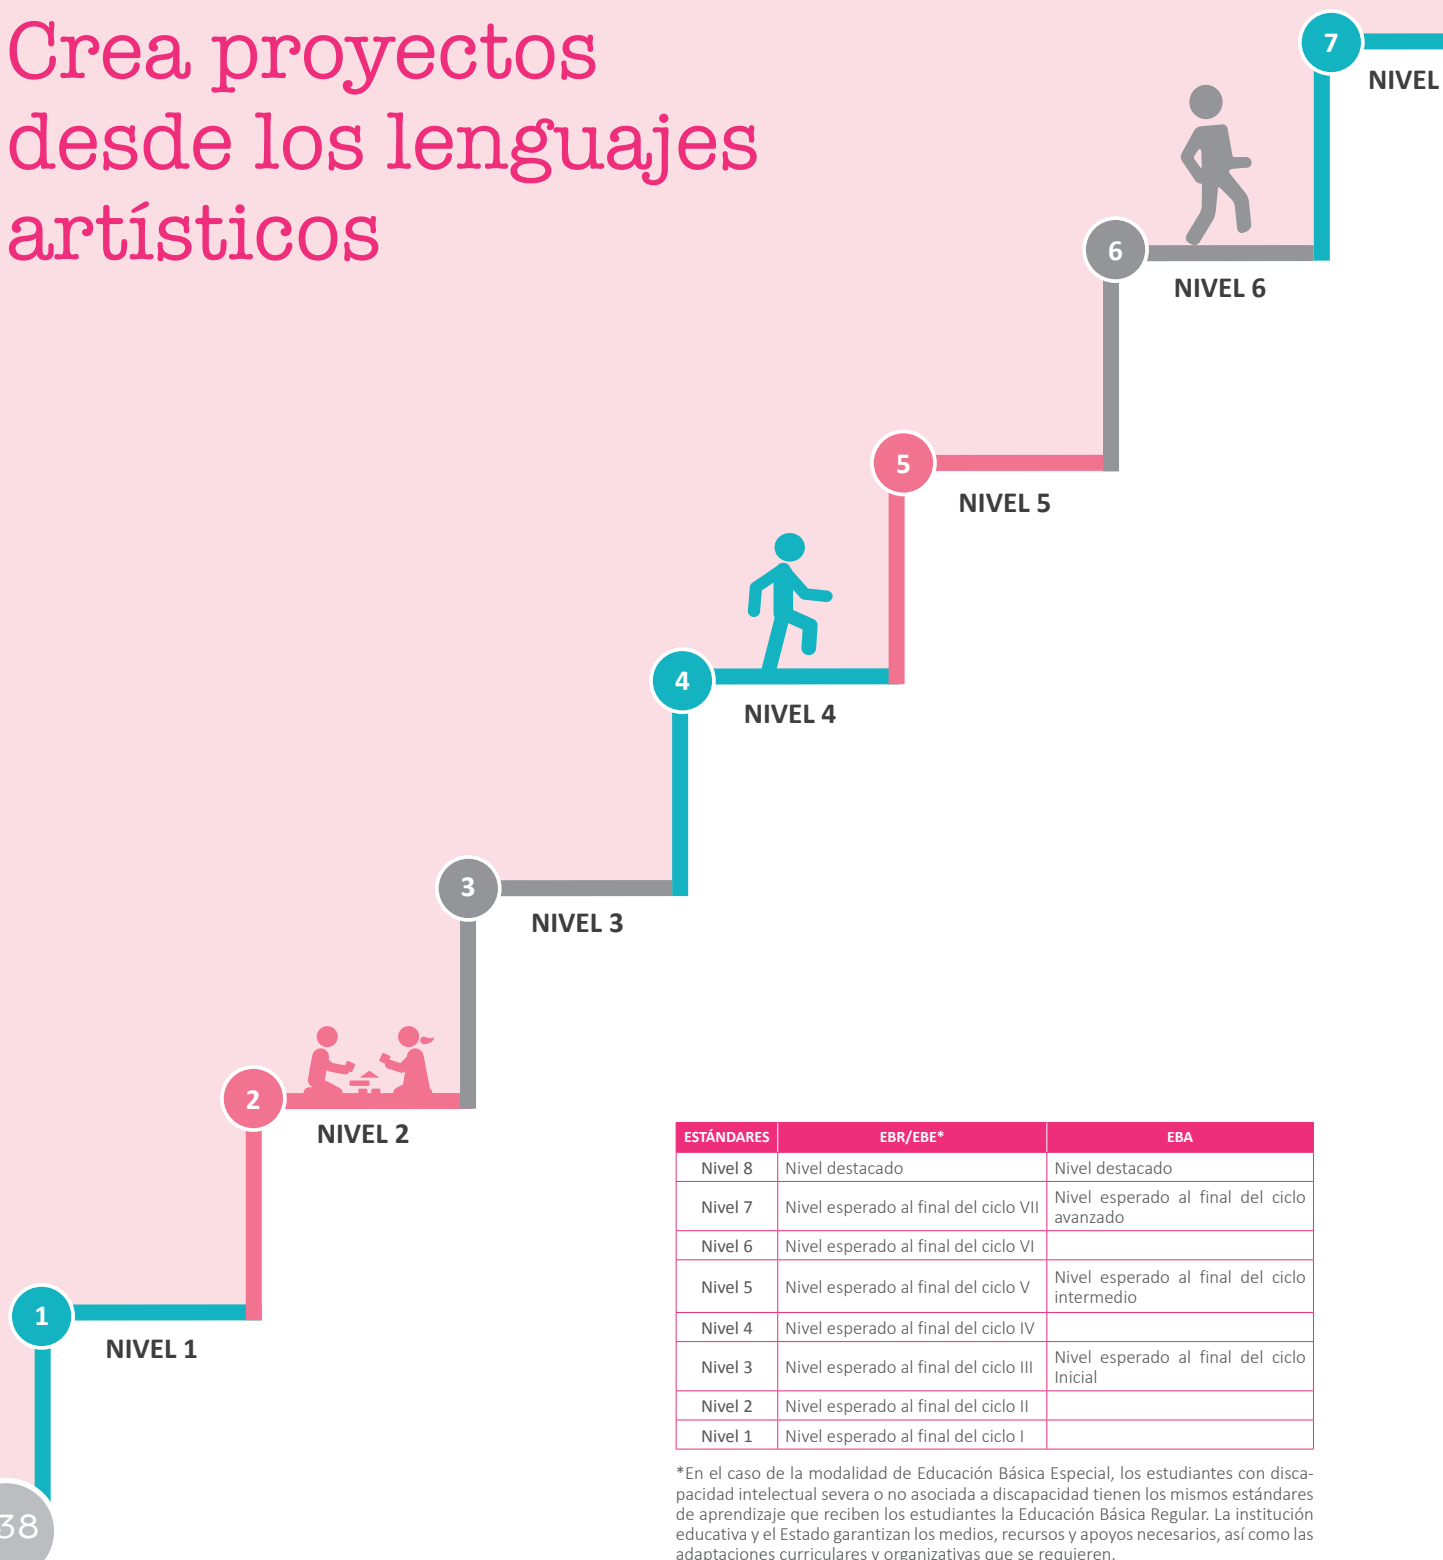 Crea proyectos
desde los lenguajes
artísticos
7
NIVEL
6
NIVEL 6
5
NIVEL 5
4
NIVEL 4
3
NIVEL 3
2
NIVEL 2
1
NIVEL 1
ESTÁNDARES EBR/EBE* EBA
Nivel 8 Nivel destacado Nivel destacado
Nivel 7 Nivel esperado al final del ciclo VII Nivel esperado al final del ciclo
avanzado
Nivel 6 Nivel esperado al final del ciclo VI
Nivel 5 Nivel esperado al final del ciclo V Nivel esperado al final del ciclo
intermedio
Nivel 4 Nivel esperado al final del ciclo IV
Nivel 3 Nivel esperado al final del ciclo III Nivel esperado al final del ciclo
Inicial
Nivel 2 Nivel esperado al final del ciclo II
Nivel 1 Nivel esperado al final del ciclo I
*En el caso de la modalidad de Educación Básica Especial, los estudiantes con disca-
pacidad intelectual severa o no asociada a discapacidad tienen los mismos estándares
de aprendizaje que reciben los estudiantes la Educación Básica Regular. La institución
educativa y el Estado garantizan los medios, recursos y apoyos necesarios, así como las
adaptaciones curriculares y organizativas que se requieren.
38